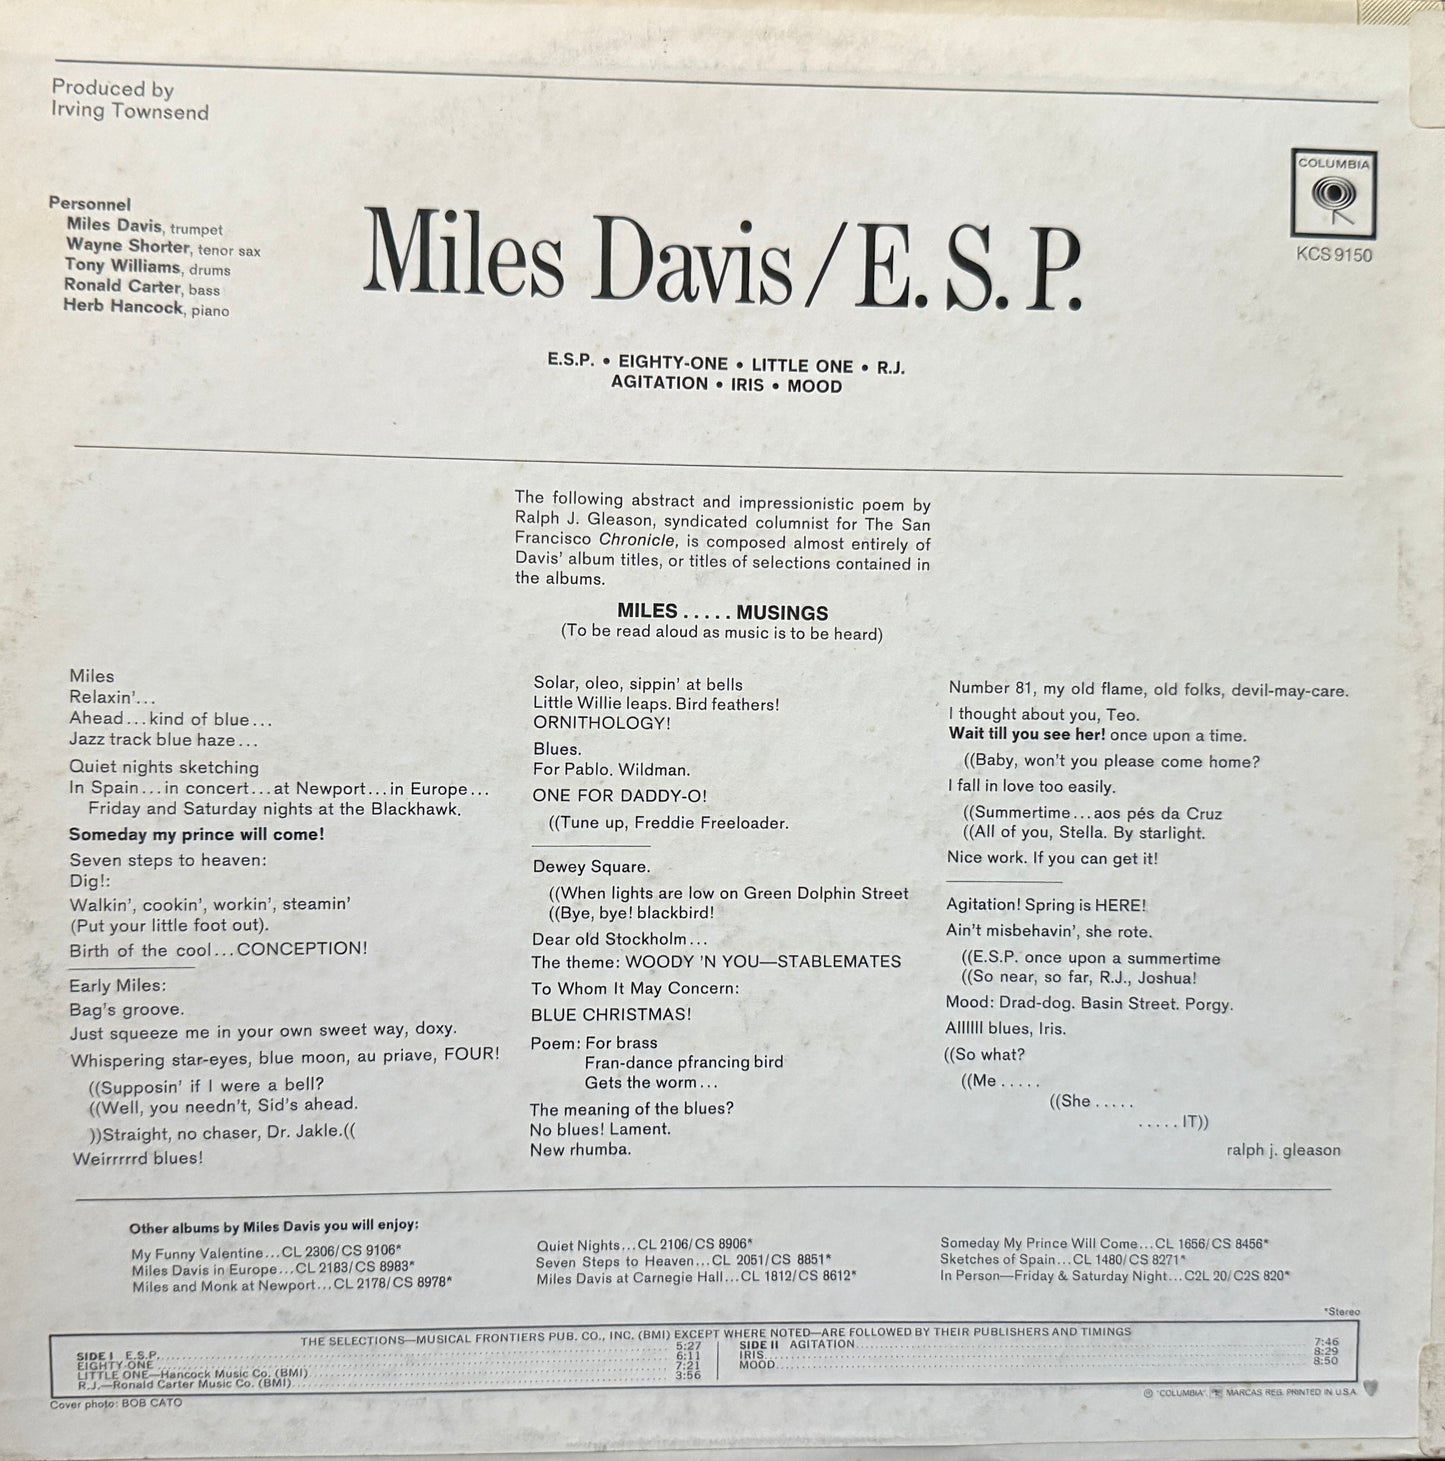 Produced by
Irving Townsend
COLUMBIA
KCS 9150
Personnel
Miles Davis, trumpet
Wayne Shorter, tenor sax
Tony Williams, drums
Ronald Carter, bass
Herb Hancock, piano
Miles Davis/E.S.P.
E.S.P. • EIGHTY-ONE • LITTLE ONE • R.J.
AGITATION • IRIS • MOOD
The following abstract and impressionistic poem by
Ralph J. Gleason, syndicated columnist for The San
Francisco Chronicle, is composed almost entirely of
Davis' album titles, or titles of selections contained in
the albums.
MILES ..... MUSINGS
(To be read aloud as music is to be heard)
Miles
Relaxin'...
Ahead...kind of blue...
Jazz track blue haze...
Quiet nights sketching
In Spain...in concert...at Newport...in Europe...
Friday and Saturday nights at the Blackhawk.
Someday my prince will come!
Seven steps to heaven:
Dig!:
Walkin', cookin', workin', steamin'
(Put your little foot out).
Birth of the cool...CONCEPTION!
Early Miles:
Bag's groove.
Just squeeze me in your own sweet way, doxy.
Whispering star-eyes, blue moon, au priave, FOUR!
((Supposin' if I were a bell?
((Well, you needn't, Sid's ahead.
))Straight, no chaser, Dr. Jakle.((
Weirrrrrd blues!
Solar, oleo, sippin' at bells
Little Willie leaps. Bird feathers!
ORNITHOLOGY!
Blues.
For Pablo. Wildman.
ONE FOR DADDY-O!
((Tune up, Freddie Freeloader.
Dewey Square.
((When lights are low on Green Dolphin Street
((Bye, bye! blackbird!
Dear old Stockholm...
The theme: WOODY 'N YOU—STABLEMATES
To Whom It May Concern:
BLUE CHRISTMAS!
Poem: For brass
Fran-dance pfrancing bird
Gets the worm...
The meaning of the blues?
No blues! Lament.
New rhumba.
Number 81, my old flame, old folks, devil-may-care.
I thought about you, Teo.
Wait till you see her! once upon a time.
((Baby, won't you please come home?
I fall in love too easily.
((Summertime...aos pés da Cruz
((All of you, Stella. By starlight.
Nice work. If you can get it!
Agitation! Spring is HERE!
Ain't misbehavin', she rote.
((E.S.P. once upon a summertime
((So near, so far, R.J., Joshua!
Mood: Drad-dog. Basin Street. Porgy.
Allllll blues, Iris.
((So what?
((Me .....
((She .....
..... IT))
ralph j. gleason
Other albums by Miles Davis you will enjoy:
My Funny Valentine...CL 2306/CS 9106*
Miles Davis in Europe...CL 2183/CS 8983*
Miles and Monk at Newport...CL 2178/CS 8978*
Quiet Nights...CL 2106/CS 8906*
Seven Steps to Heaven...CL 2051/CS 8851*
Miles Davis at Carnegie Hall...CL 1812/CS 8612*
Someday My Prince Will Come...CL 1656/CS 8456*
Sketches of Spain...CL 1480/CS 8271*
In Person—Friday & Saturday Night...C2L 20/C2S 820*
*Stereo
THE SELECTIONS—MUSICAL FRONTIERS PUB. CO., INC. (BMI) EXCEPT WHERE NOTED—ARE FOLLOWED BY THEIR PUBLISHERS AND TIMINGS
SIDE I E.S.P. 5:27
EIGHTY-ONE 6:11
LITTLE ONE—Hancock Music Co. (BMI) 7:21
R.J.—Ronald Carter Music Co. (BMI) 3:56
SIDE II AGITATION 7:46
IRIS 8:29
MOOD 8:50
Cover photo: BOB CATO
℗ "COLUMBIA", MARCAS REG. PRINTED IN U.S.A.